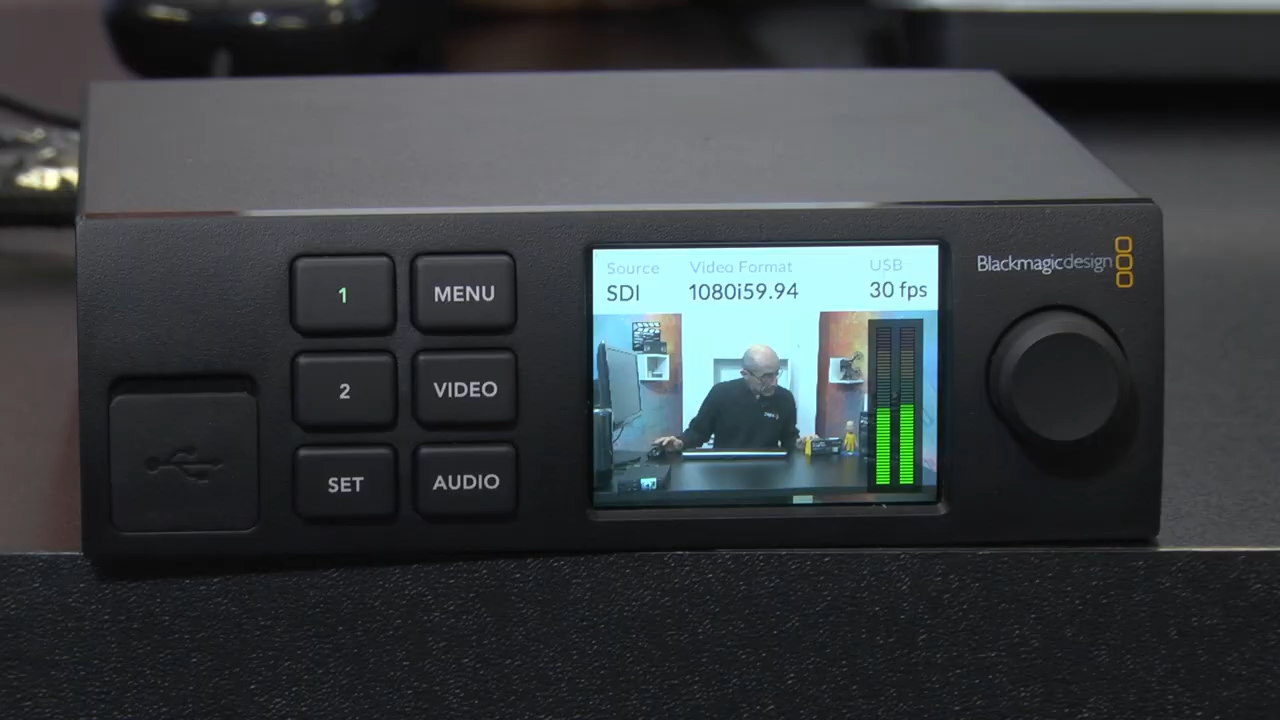 1
MENU
2
VIDEO
SET
AUDIO
Source Video Format USB
SDI 1080i59.94 30 fps
Blackmagicdesign